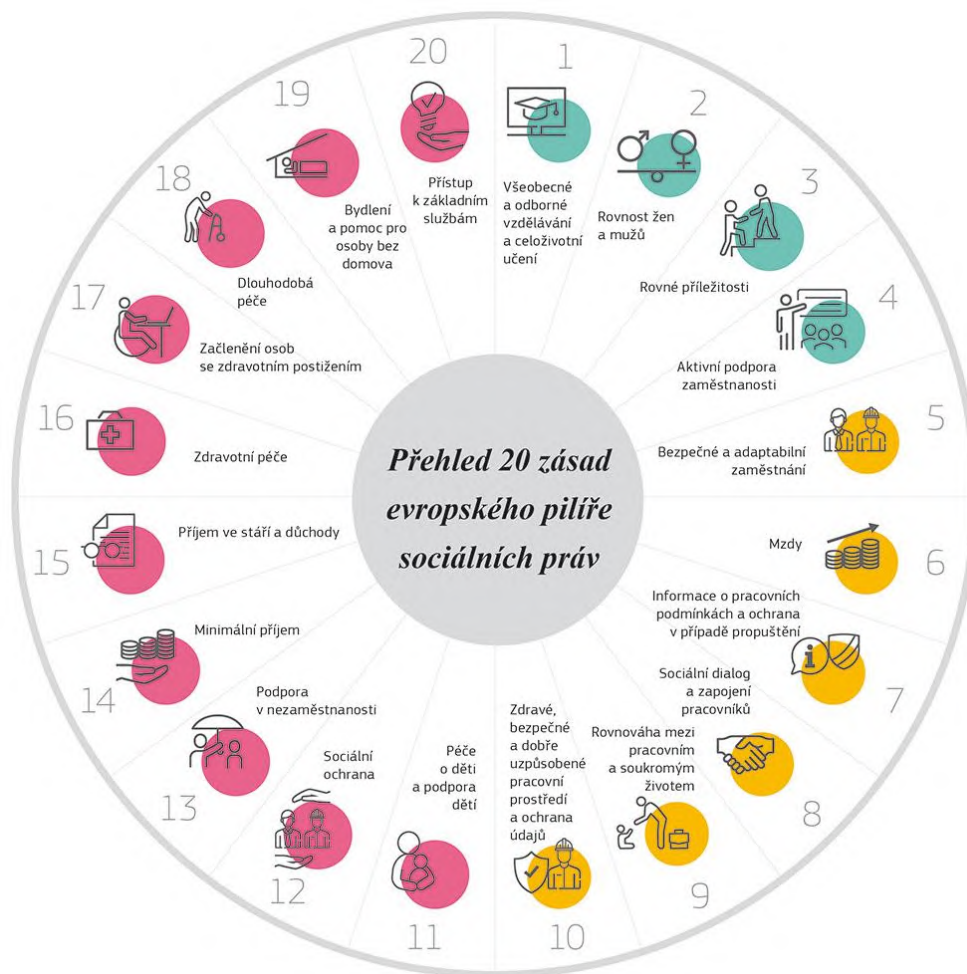 Přehled 20 zásad
evropského pilíře
sociálních práv
1
Všeobecné
a odborné
vzdělávání
a celoživotní
učení
2
Rovnost žen
a mužů
3
Rovné příležitosti
4
Aktivní podpora
zaměstnanosti
5
Bezpečné a adaptabilní
zaměstnání
6
Mzdy
7
Informace o pracovních
podmínkách a ochrana
v případě propuštění
8
Sociální dialog
a zapojení
pracovníků
9
Rovnováha mezi
pracovním
a soukromým
životem
10
Zdravé,
bezpečné
a dobře
uzpůsobené
pracovní
prostředí
a ochrana
údajů
11
Péče
o děti
a podpora
dětí
12
Sociální
ochrana
13
Podpora
v nezaměstnanosti
14
Minimální příjem
15
Příjem ve stáří a důchody
16
Zdravotní péče
17
Začlenění osob
se zdravotním postižením
18
Dlouhodobá
péče
19
Bydlení
a pomoc pro
osoby bez
domova
20
Přístup
k základním
službám